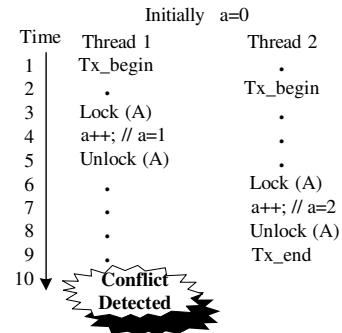 Initially a=0
Time Thread 1 Thread 2
1 Tx_begin .
2 . Tx_begin
3 Lock (A) .
4 a++; // a=1 .
5 Unlock (A) .
6 . Lock (A)
7 . a++; // a=2
8 . Unlock (A)
9 . Tx_end
10 Conflict
Detected